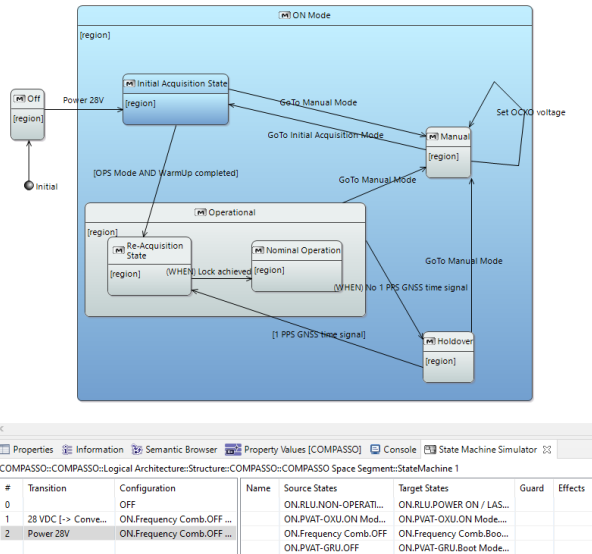 ON Mode
[region]
Initial Acquisition State
[region]
Off
[region]
Power 28V
GoTo Manual Mode
Set OCXO voltage
GoTo Initial Acquisition Mode
Manual
[region]
[OPS Mode AND WarmUp completed]
GoTo Manual Mode
Initial
Operational
[region]
Re-Acquisition
State
[region]
Nominal Operation
[region]
(WHEN) Lock achieved
GoTo Manual Mode
(WHEN) No 1 PPS GNSS time signal
[1 PPS GNSS time signal]
Holdover
[region]
Properties Information Semantic Browser Property Values [COMPASSO] Console State Machine Simulator
COMPASSO::COMPASSO::Logical Architecture::Structure::COMPASSO::COMPASSO Space Segment::StateMachine 1
# Transition Configuration Name Source States Target States Guard Effects
0 OFF ON.RLU.NON-OPERATI... ON.RLU.POWER ON / LAS...
1 28 VDC [-> Conve... ON.Frequency Comb.OFF ... ON.PVAT-OXU.ON Mod... ON.PVAT-OXU.ON Mode....
2 Power 28V ON.Frequency Comb.OFF ... ON.Frequency Comb.OFF ON.Frequency Comb.Boo...
ON.PVAT-GRU.OFF ON.PVAT-GRU.Boot Mode...